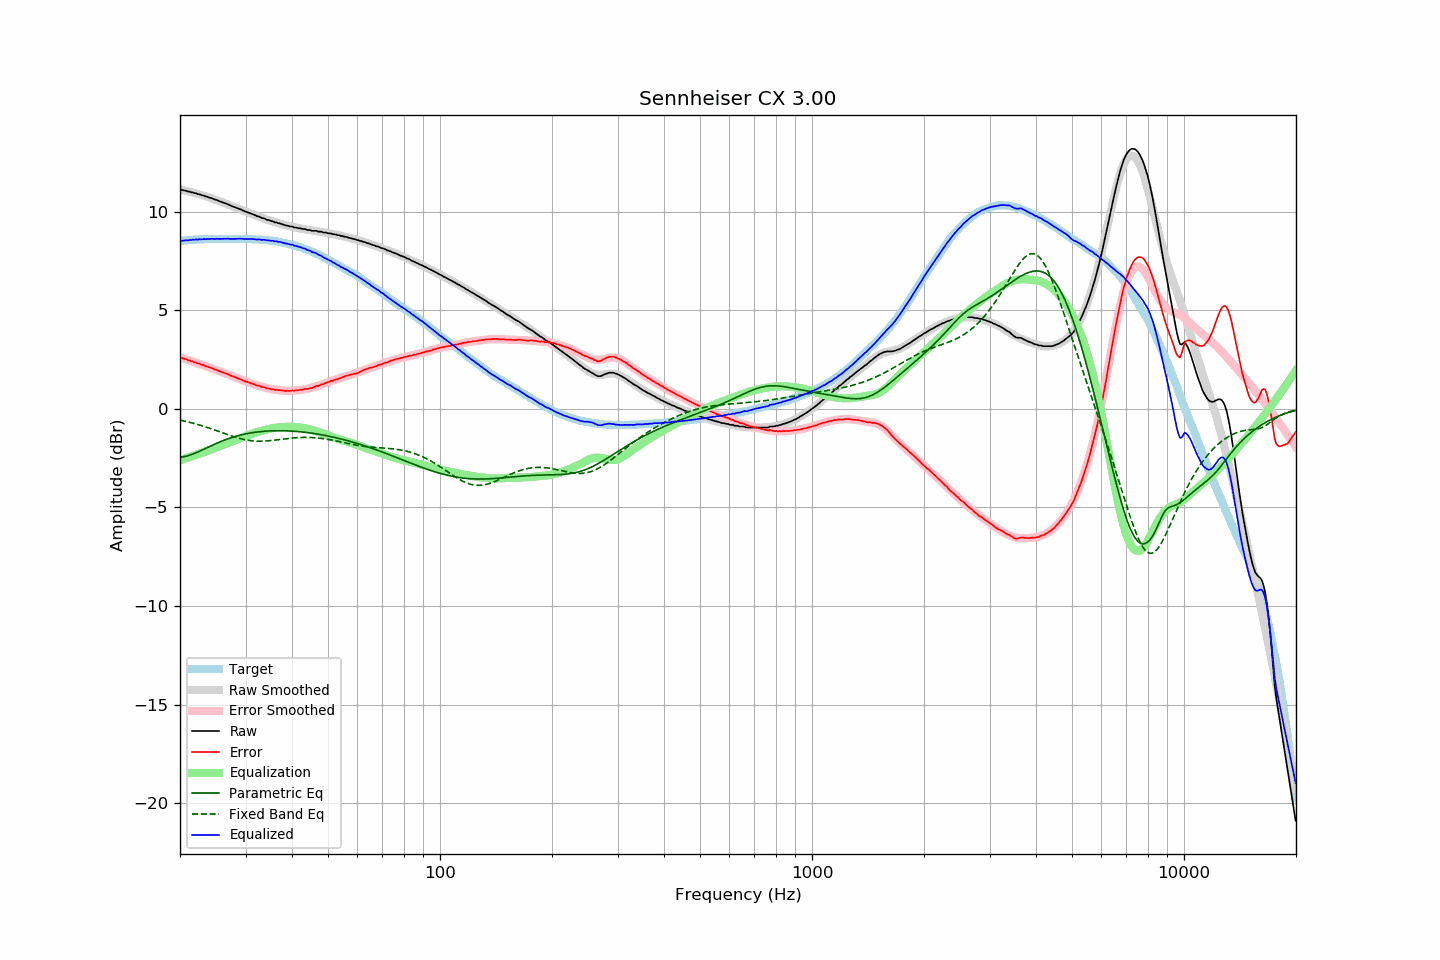 Sennheiser CX 3.00
Amplitude (dBr)
10
5
0
−5
−10
−15
−20
Target
Raw Smoothed
Error Smoothed
Raw
Error
Equalization
Parametric Eq
Fixed Band Eq
Equalized
100
1000
10000
Frequency (Hz)